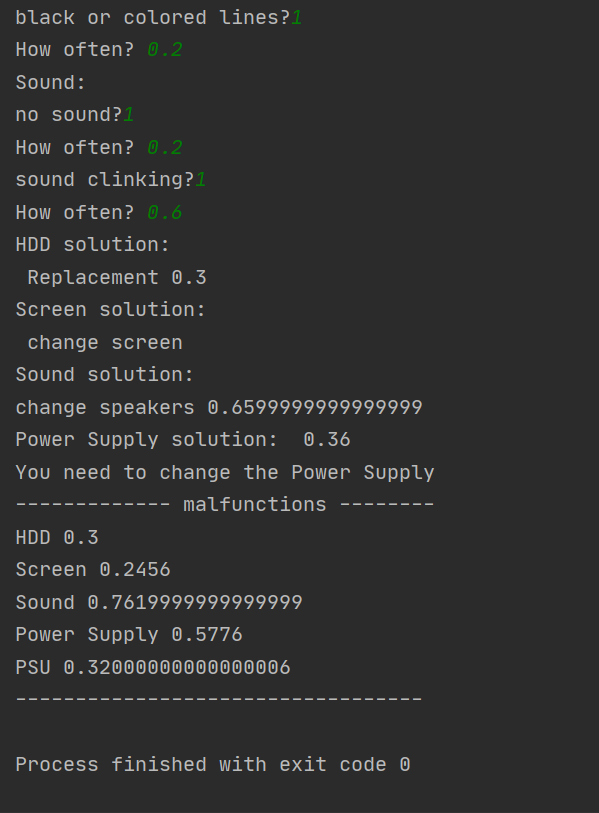 black or colored lines?1
How often? 0.2
Sound:
no sound?1
How often? 0.2
sound clinking?1
How often? 0.6
HDD solution:
 Replacement 0.3
Screen solution:
 change screen
Sound solution:
change speakers 0.6599999999999999
Power Supply solution:  0.36
You need to change the Power Supply
------------- malfunctions --------
HDD 0.3
Screen 0.2456
Sound 0.7619999999999999
Power Supply 0.5776
PSU 0.32000000000000006
----------------------------------
Process finished with exit code 0